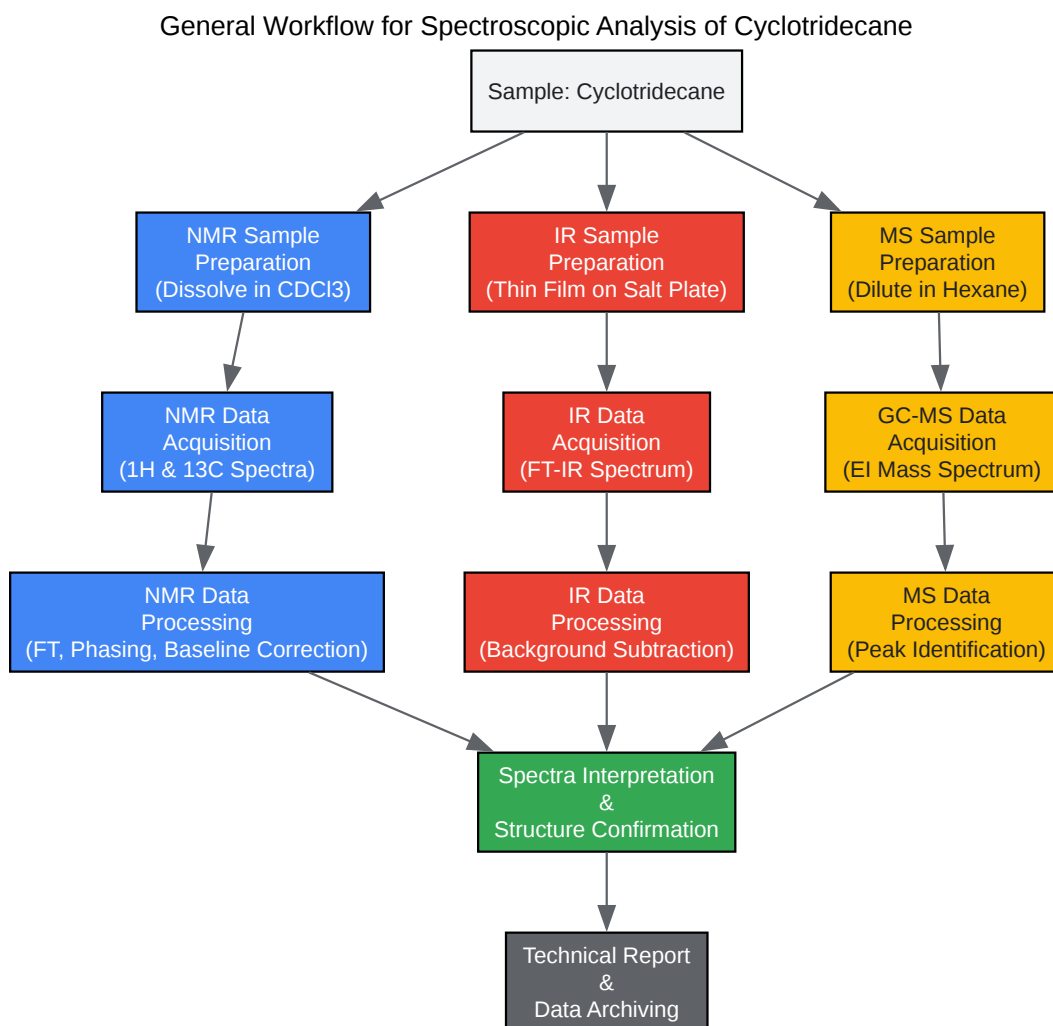 General Workflow for Spectroscopic Analysis of Cyclotridecane
Sample: Cyclotridecane
NMR Sample
Preparation
(Dissolve in CDCl3)
IR Sample
Preparation
(Thin Film on Salt Plate)
MS Sample
Preparation
(Dilute in Hexane)
NMR Data
Acquisition
(1H & 13C Spectra)
IR Data
Acquisition
(FT-IR Spectrum)
GC-MS Data
Acquisition
(EI Mass Spectrum)
NMR Data
Processing
(FT, Phasing, Baseline Correction)
IR Data
Processing
(Background Subtraction)
MS Data
Processing
(Peak Identification)
Spectra Interpretation
&
Structure Confirmation
Technical Report
&
Data Archiving